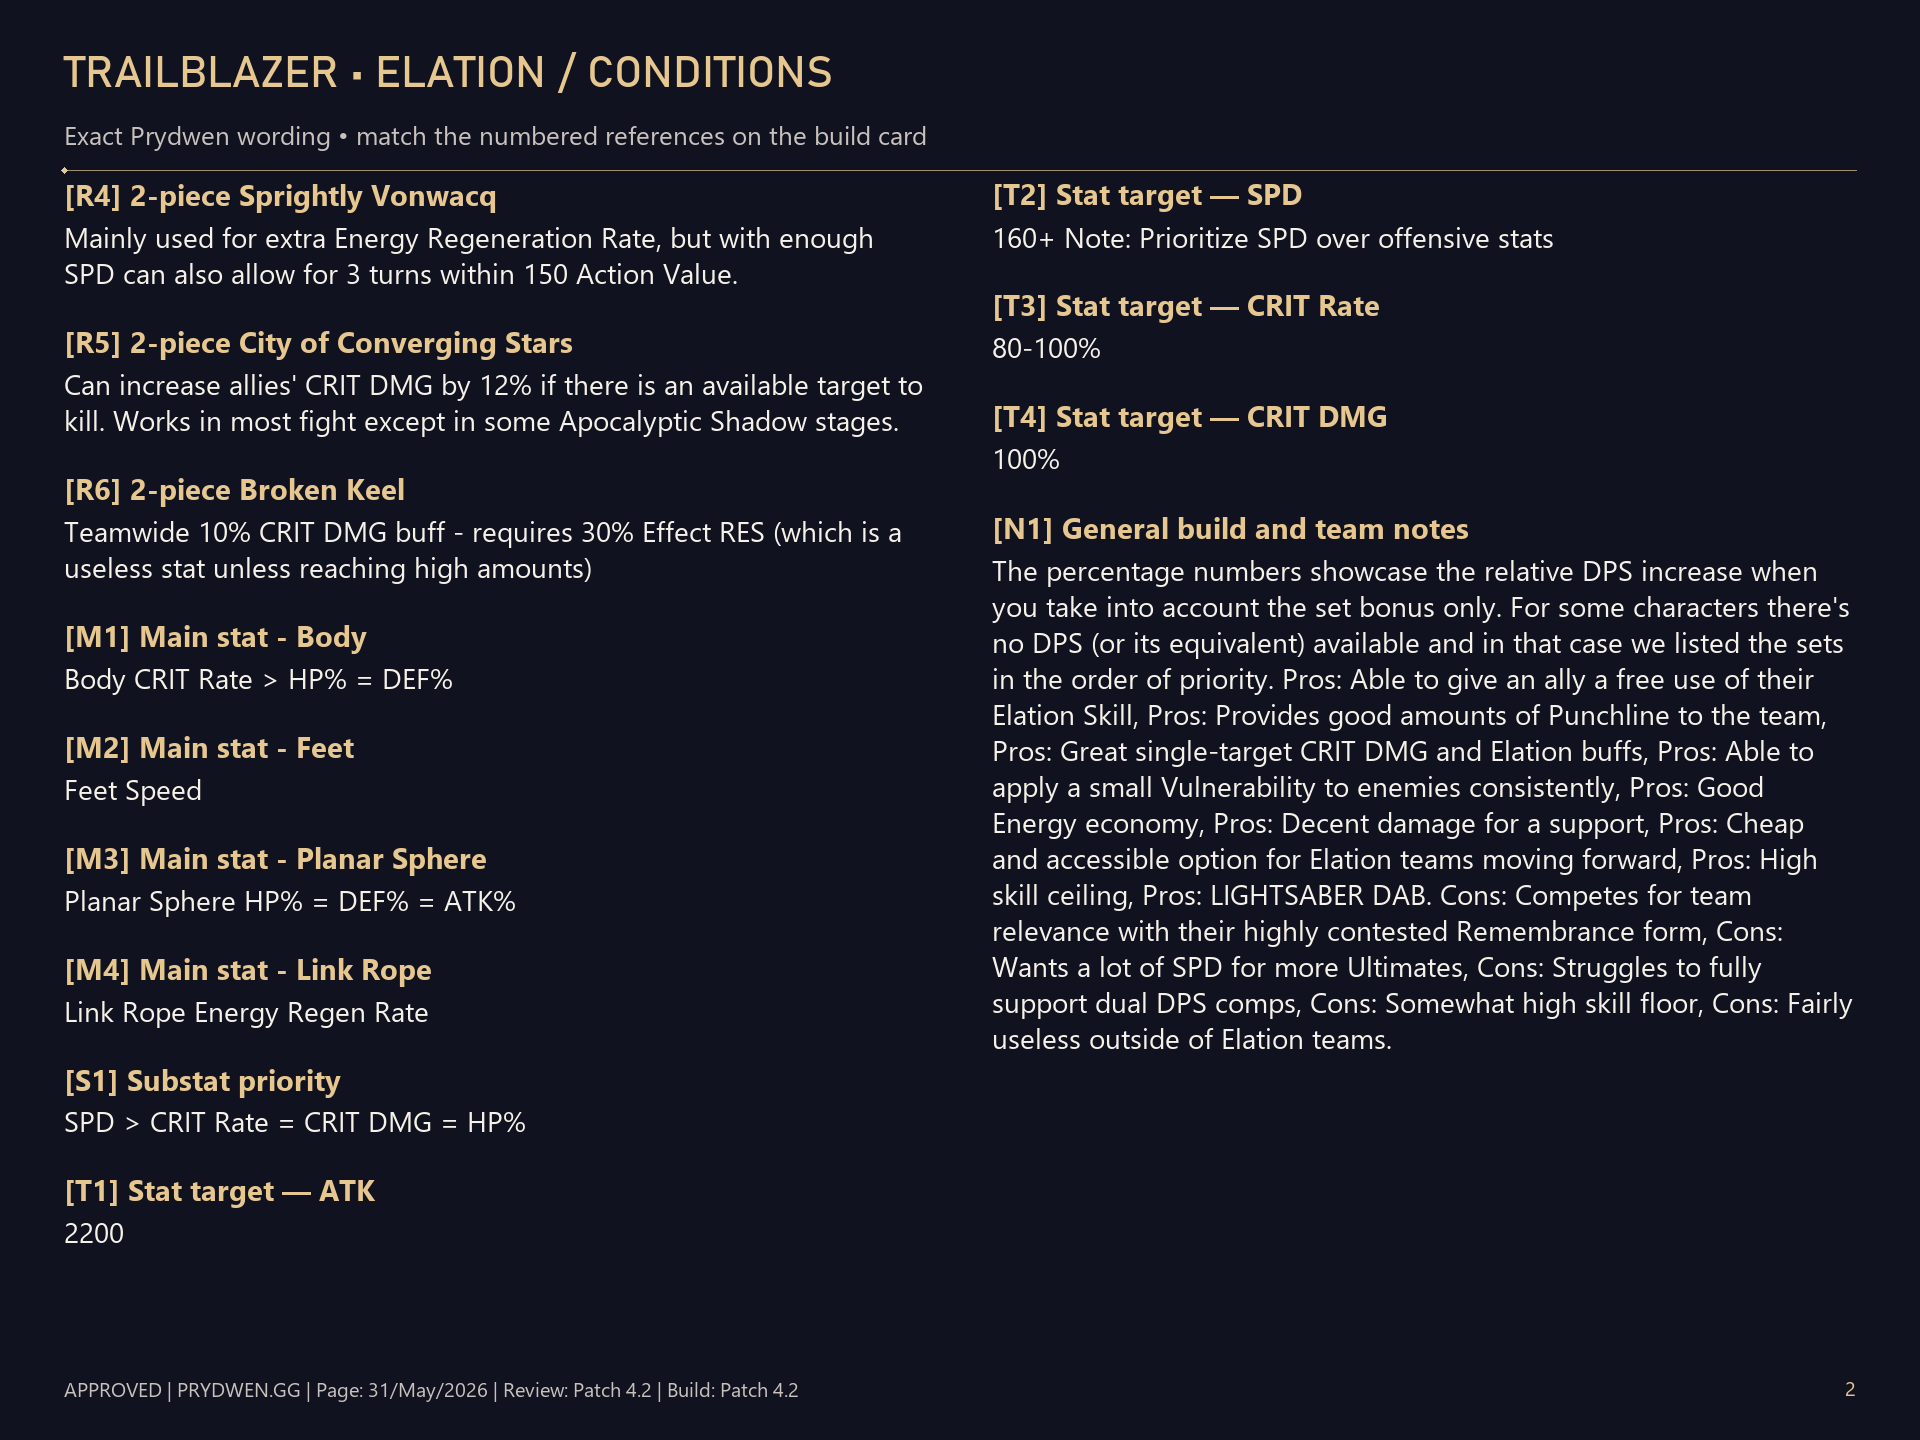 TRAILBLAZER · ELATION / CONDITIONS
Exact Prydwen wording • match the numbered references on the build card
[R4] 2-piece Sprightly Vonwacq
Mainly used for extra Energy Regeneration Rate, but with enough
SPD can also allow for 3 turns within 150 Action Value.
[R5] 2-piece City of Converging Stars
Can increase allies' CRIT DMG by 12% if there is an available target to
kill. Works in most fight except in some Apocalyptic Shadow stages.
[R6] 2-piece Broken Keel
Teamwide 10% CRIT DMG buff - requires 30% Effect RES (which is a
useless stat unless reaching high amounts)
[M1] Main stat - Body
Body CRIT Rate > HP% = DEF%
[M2] Main stat - Feet
Feet Speed
[M3] Main stat - Planar Sphere
Planar Sphere HP% = DEF% = ATK%
[M4] Main stat - Link Rope
Link Rope Energy Regen Rate
[S1] Substat priority
SPD > CRIT Rate = CRIT DMG = HP%
[T1] Stat target — ATK
2200
[T2] Stat target — SPD
160+ Note: Prioritize SPD over offensive stats
[T3] Stat target — CRIT Rate
80-100%
[T4] Stat target — CRIT DMG
100%
[N1] General build and team notes
The percentage numbers showcase the relative DPS increase when
you take into account the set bonus only. For some characters there's
no DPS (or its equivalent) available and in that case we listed the sets
in the order of priority. Pros: Able to give an ally a free use of their
Elation Skill, Pros: Provides good amounts of Punchline to the team,
Pros: Great single-target CRIT DMG and Elation buffs, Pros: Able to
apply a small Vulnerability to enemies consistently, Pros: Good
Energy economy, Pros: Decent damage for a support, Pros: Cheap
and accessible option for Elation teams moving forward, Pros: High
skill ceiling, Pros: LIGHTSABER DAB. Cons: Competes for team
relevance with their highly contested Remembrance form, Cons:
Wants a lot of SPD for more Ultimates, Cons: Struggles to fully
support dual DPS comps, Cons: Somewhat high skill floor, Cons: Fairly
useless outside of Elation teams.
APPROVED | PRYDWEN.GG | Page: 31/May/2026 | Review: Patch 4.2 | Build: Patch 4.2
2